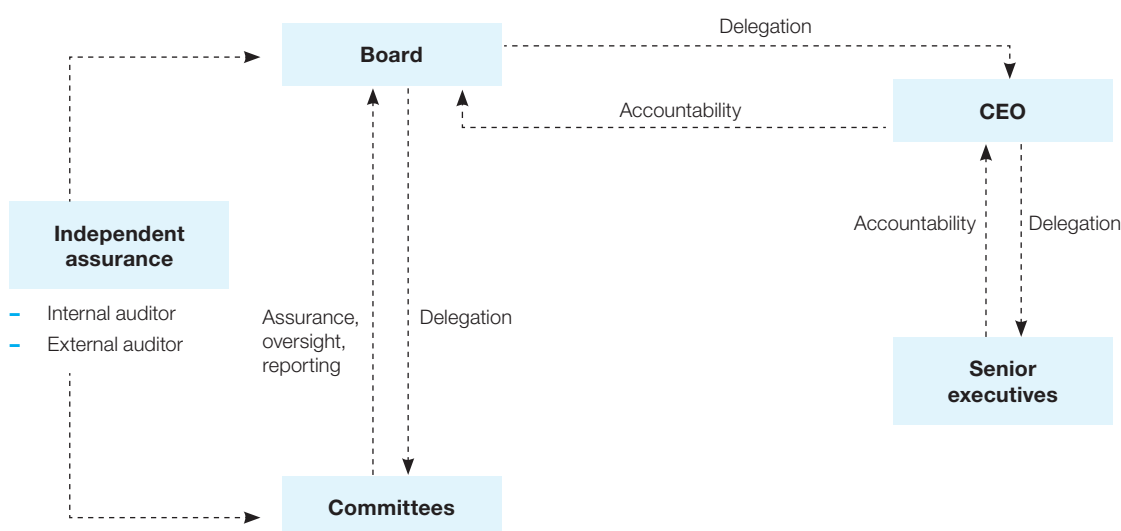 Delegation
Board
Accountability
CEO
Independent
assurance
– Internal auditor
– External auditor
Assurance,
oversight,
reporting
Delegation
Accountability
Delegation
Senior
executives
Committees